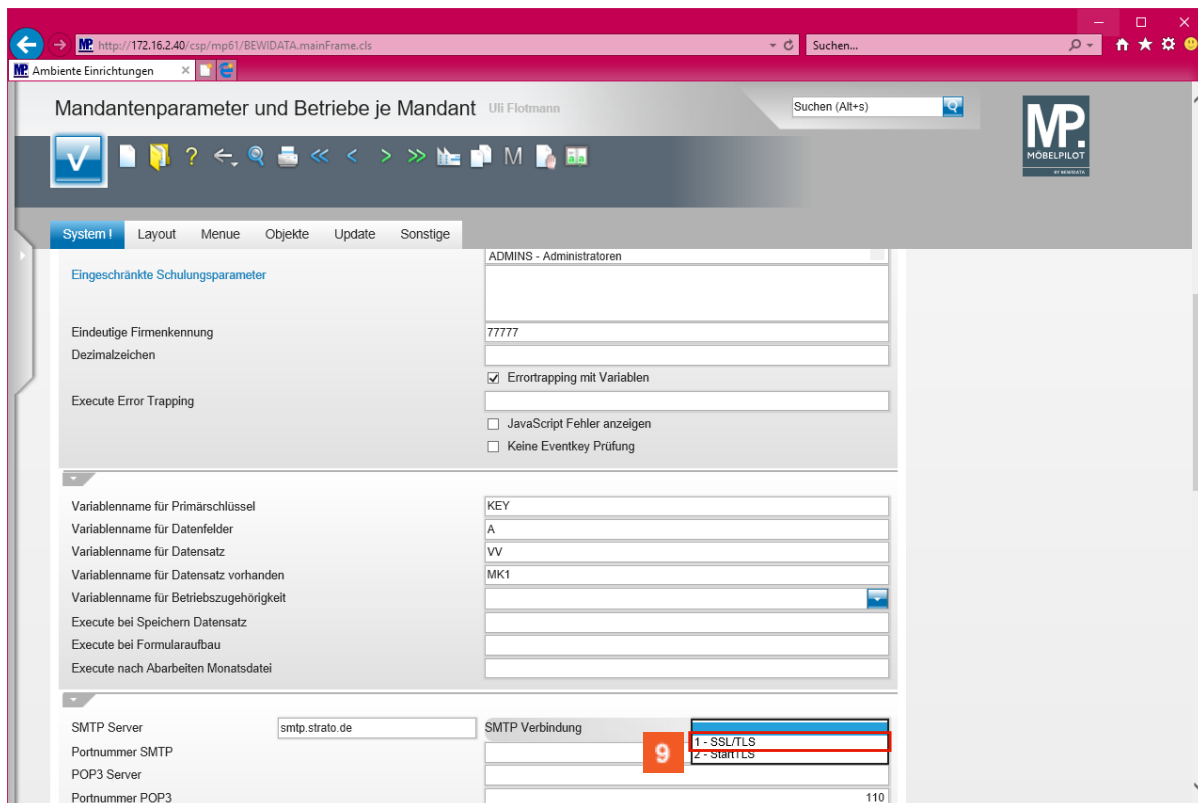 http://172.16.2.40/csp/mp61/BEWIDATA.mainFrame.cls
Suchen...
MP. Ambiente Einrichtungen
Mandantenparameter und Betriebe je Mandant Uli Flotmann
Suchen (Alt+s)
MP.
MÖBELPILOT
BY BEWIDATA
? M
System ! Layout Menue Objekte Update Sonstige
ADMINS - Administratoren
Eingeschränkte Schulungsparameter
Eindeutige Firmenkennung 77777
Dezimalzeichen
Errortrapping mit Variablen
Execute Error Trapping
JavaScript Fehler anzeigen
Keine Eventkey Prüfung
Variablenname für Primärschlüssel KEY
Variablenname für Datenfelder A
Variablenname für Datensatz VV
Variablenname für Datensatz vorhanden MK1
Variablenname für Betriebszugehörigkeit
Execute bei Speichern Datensatz
Execute bei Formularaufbau
Execute nach Abarbeiten Monatsdatei
SMTP Server smtp.strato.de SMTP Verbindung
1 - SSL/TLS
Portnummer SMTP 9 2 - StartTLS
POP3 Server
Portnummer POP3 110